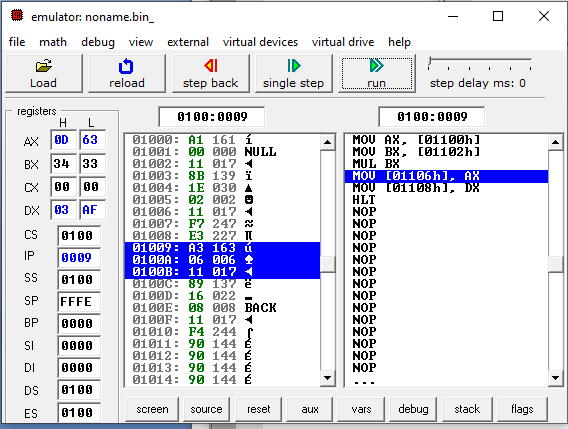 emulator: noname.bin_
file math debug view external virtual devices virtual drive help
Load reload step back single step run step delay ms: 0
registers
H L
AX 0D 63
BX 34 33
CX 00 00
DX 03 AF
CS 0100
IP 0009
SS 0100
SP FFFE
BP 0000
SI 0000
DI 0000
DS 0100
ES 0100
0100:0009
01000: A1 161 í
01001: 00 000 NULL
01002: 11 017 ◄
01003: 8B 139 ï
01004: 1E 030 ▲
01005: 02 002 ☻
01006: 11 017 ◄
01007: F7 247 ≈
01008: E3 227 π
01009: A3 163 ú
0100A: 06 006 ♠
0100B: 11 017 ◄
0100C: 89 137 ë
0100D: 16 022 ▬
0100E: 08 008 BACK
0100F: 11 017 ◄
01010: F4 244 ⌠
01011: 90 144 É
01012: 90 144 É
01013: 90 144 É
01014: 90 144 É
0100:0009
MOV AX, [01100h]
MOV BX, [01102h]
MUL BX
MOV [01106h], AX
MOV [01108h], DX
HLT
NOP
NOP
NOP
NOP
NOP
NOP
NOP
NOP
NOP
NOP
NOP
NOP
NOP
NOP
...
screen source reset aux vars debug stack flags